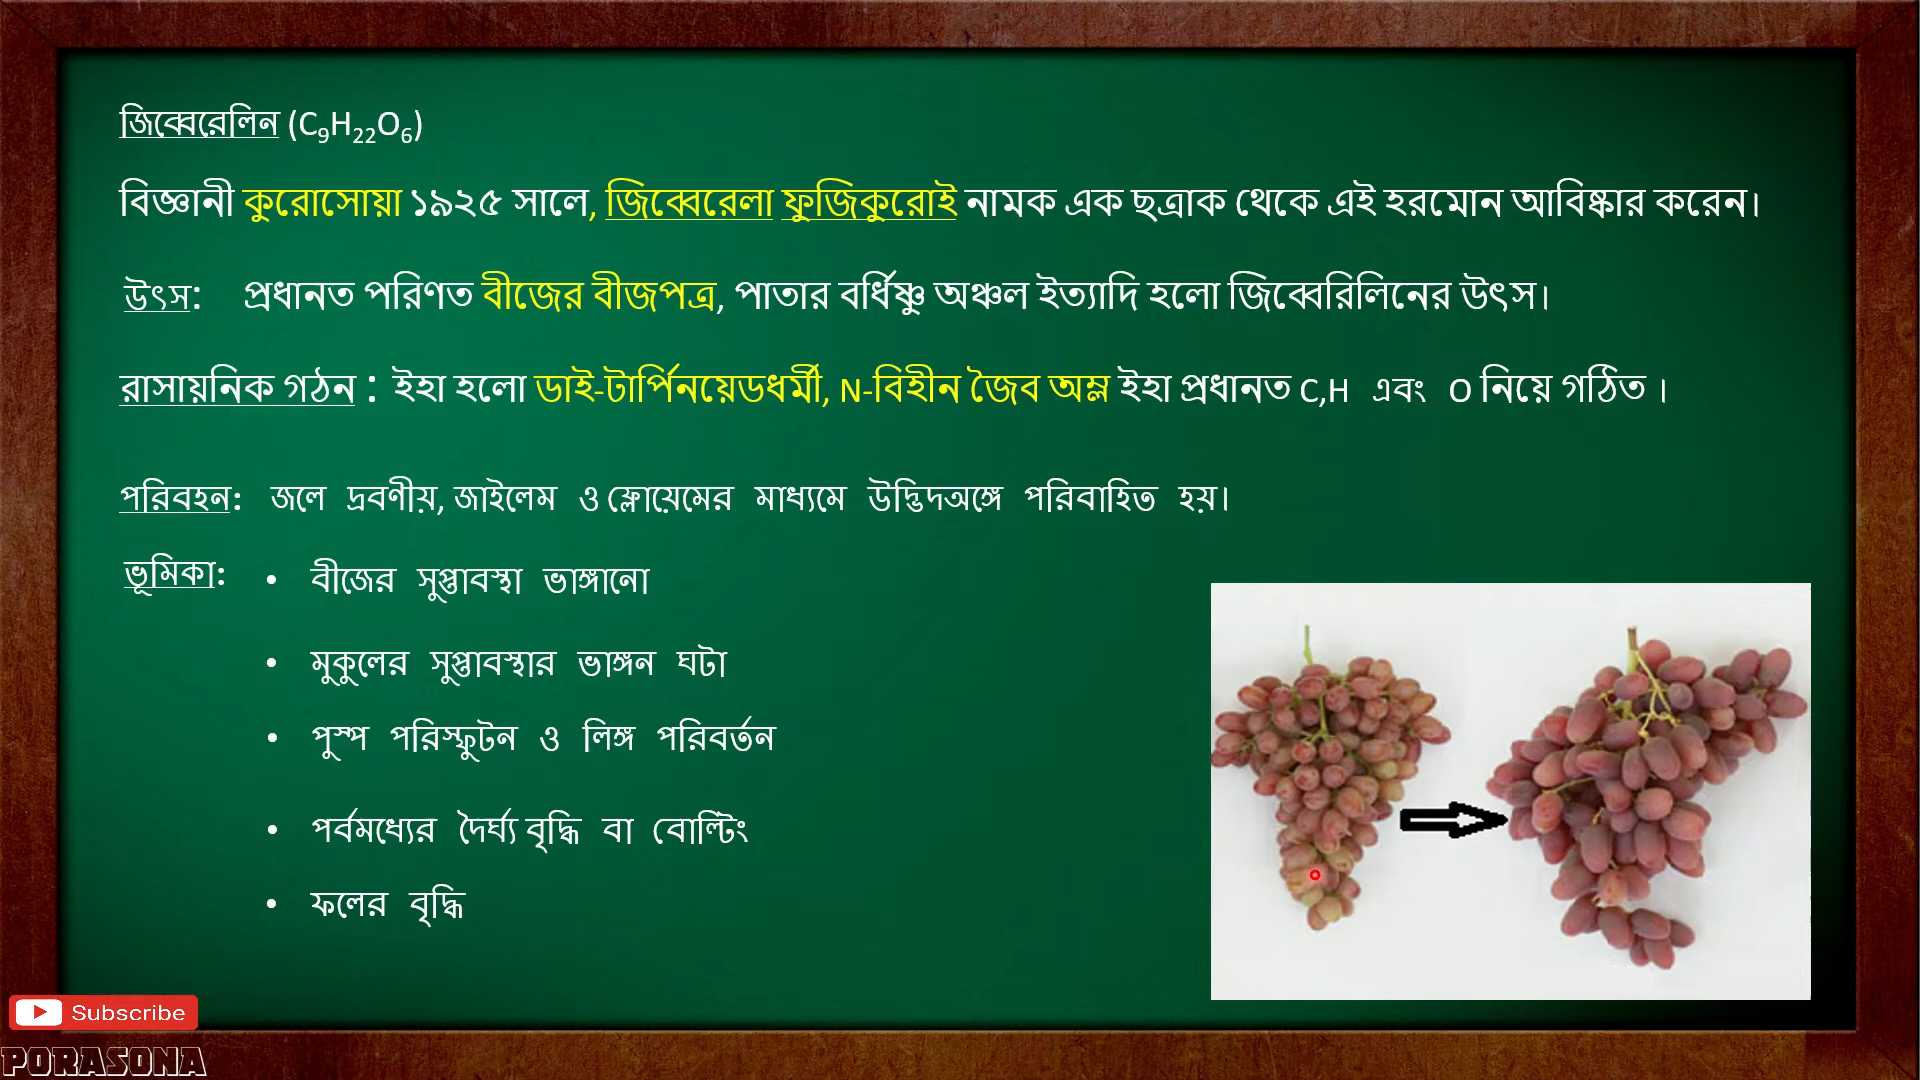 জিব্বেরেলিন (C₉H₂₂O₆)
বিজ্ঞানী কুরোসোয়া ১৯২৫ সালে, জিব্বেরেলা ফুজিকুরোই নামক এক ছত্রাক থেকে এই হরমোন আবিষ্কার করেন।
উৎস: প্রধানত পরিণত বীজের বীজপত্র, পাতার বর্ধিষ্ণু অঞ্চল ইত্যাদি হলো জিব্বেরিলিনের উৎস।
রাসায়নিক গঠন : ইহা হলো ডাই-টার্পিনয়েডধর্মী, N-বিহীন জৈব অম্ল ইহা প্রধানত C,H এবং O নিয়ে গঠিত ।
পরিবহন: জলে দ্রবণীয়, জাইলেম ও ফ্লোয়েমের মাধ্যমে উদ্ভিদঅঙ্গে পরিবাহিত হয়।
ভূমিকা: • বীজের সুপ্তাবস্থা ভাঙ্গানো
• মুকুলের সুপ্তাবস্থার ভাঙ্গন ঘটা
• পুস্প পরিস্ফুটন ও লিঙ্গ পরিবর্তন
• পর্বমধ্যের দৈর্ঘ্য বৃদ্ধি বা বোল্টিং
• ফলের বৃদ্ধি
Subscribe
PORASONA